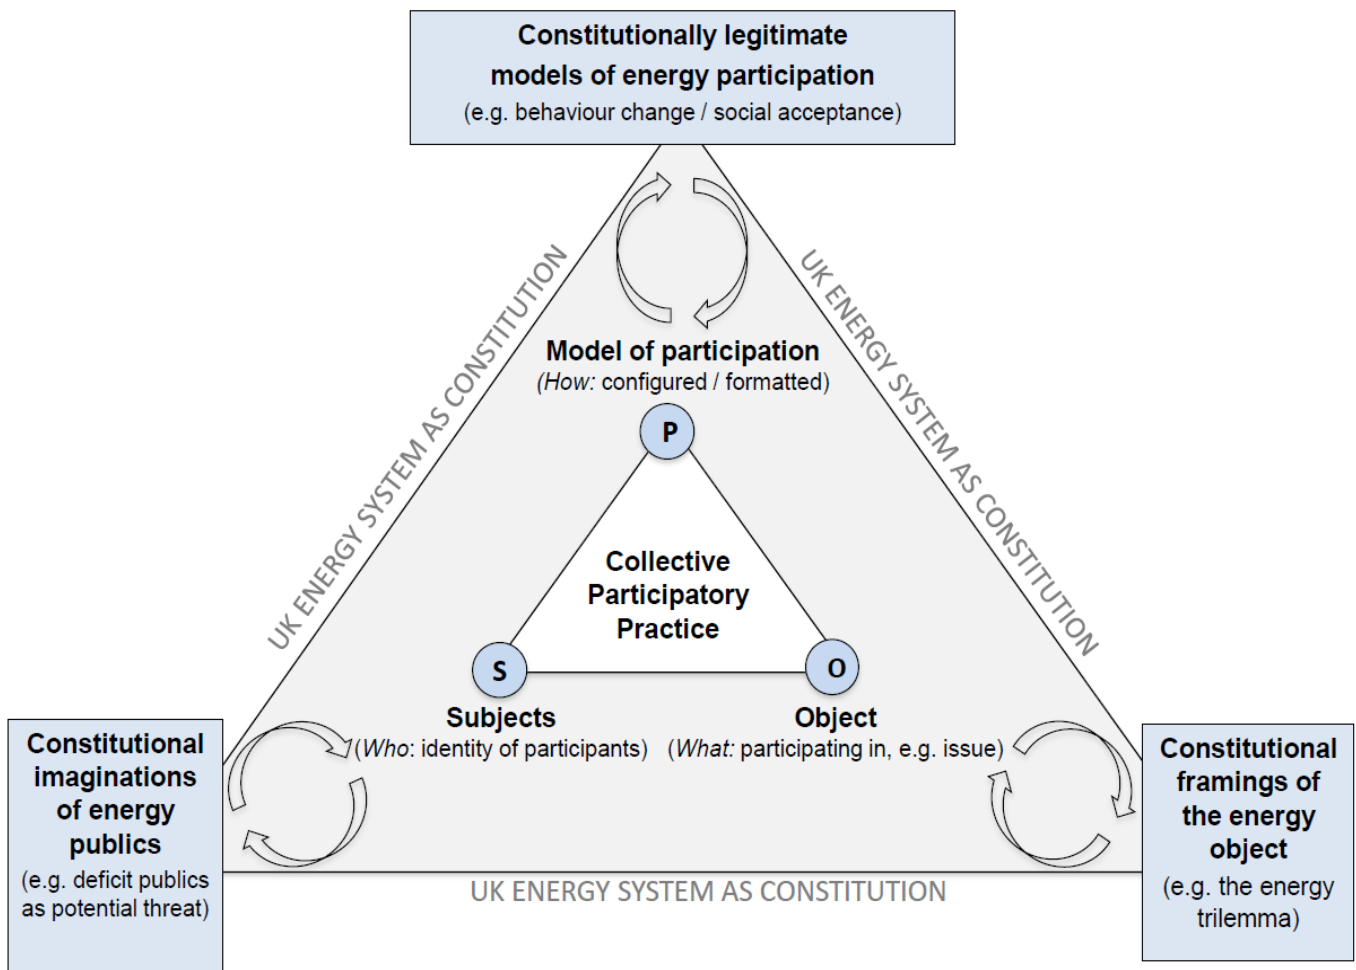 Constitutionally legitimate
models of energy participation
(e.g. behaviour change / social acceptance)
UK ENERGY SYSTEM AS CONSTITUTION
UK ENERGY SYSTEM AS CONSTITUTION
Model of participation
(How: configured / formatted)
P
Collective
Participatory
Practice
S
O
Subjects
(Who: identity of participants)
Object
(What: participating in, e.g. issue)
Constitutional
imaginations
of energy
publics
(e.g. deficit publics
as potential threat)
Constitutional
framings of
the energy
object
(e.g. the energy
trilemma)
UK ENERGY SYSTEM AS CONSTITUTION